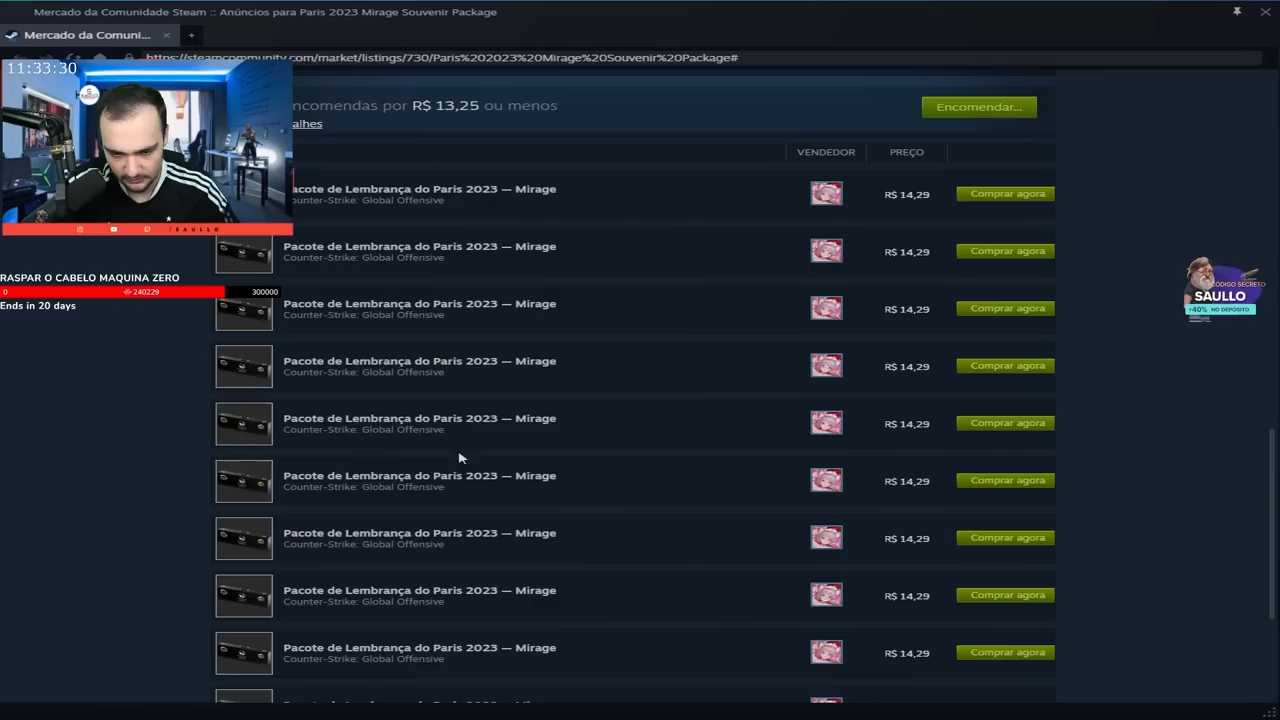 Mercado da Comunidade Steam :: Anúncios para Paris 2023 Mirage Souvenir Package
Mercado da Comuni...
https://steamcommunity.com/market/listings/730/Paris%202023%20Mirage%20Souvenir%20Package#
11:33:30
/SAULLO
RASPAR O CABELO MAQUINA ZERO
0
240229
300000
Ends in 20 days
ncomendas por R$ 13,25 ou menos
Encomendar...
alhes
VENDEDOR
PREÇO
acote de Lembrança do Paris 2023 — Mirage
Counter-Strike: Global Offensive
R$ 14,29
Comprar agora
Pacote de Lembrança do Paris 2023 — Mirage
Counter-Strike: Global Offensive
R$ 14,29
Comprar agora
Pacote de Lembrança do Paris 2023 — Mirage
Counter-Strike: Global Offensive
R$ 14,29
Comprar agora
Pacote de Lembrança do Paris 2023 — Mirage
Counter-Strike: Global Offensive
R$ 14,29
Comprar agora
Pacote de Lembrança do Paris 2023 — Mirage
Counter-Strike: Global Offensive
R$ 14,29
Comprar agora
Pacote de Lembrança do Paris 2023 — Mirage
Counter-Strike: Global Offensive
R$ 14,29
Comprar agora
Pacote de Lembrança do Paris 2023 — Mirage
Counter-Strike: Global Offensive
R$ 14,29
Comprar agora
Pacote de Lembrança do Paris 2023 — Mirage
Counter-Strike: Global Offensive
R$ 14,29
Comprar agora
Pacote de Lembrança do Paris 2023 — Mirage
Counter-Strike: Global Offensive
R$ 14,29
Comprar agora
CÓDIGO SECRETO
SAULLO
+40% NO DEPÓSITO